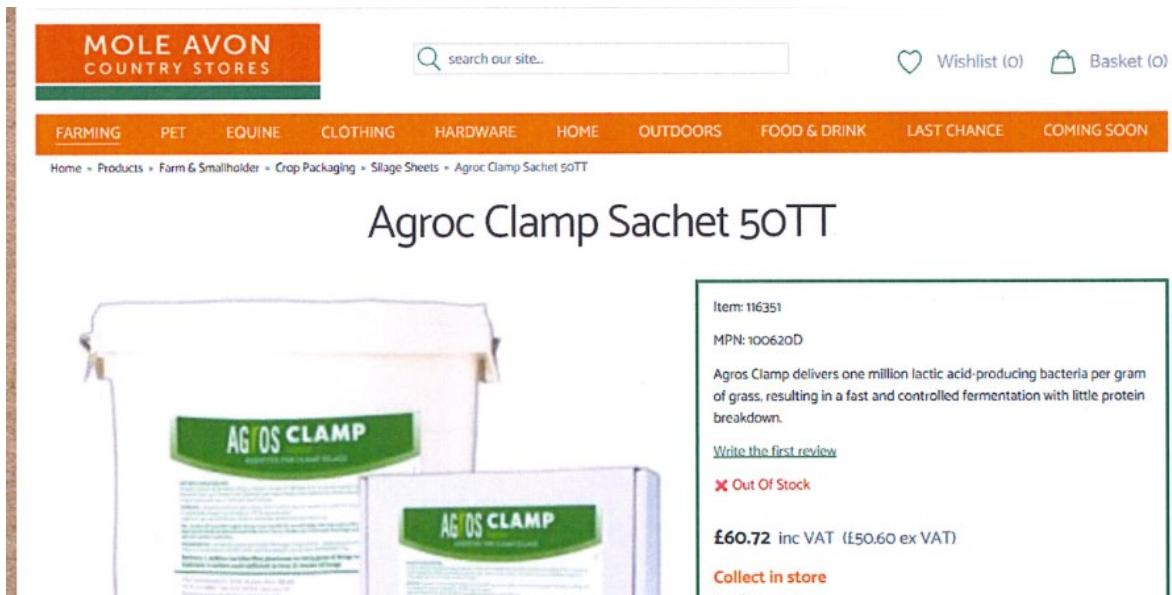 MOLE AVON
COUNTRY STORES
search our site...
Wishlist (0)
Basket (0)
FARMING PET EQUINE CLOTHING HARDWARE HOME OUTDOORS FOOD & DRINK LAST CHANCE COMING SOON
Home » Products » Farm & Smallholder » Crop Packaging » Silage Sheets » Agroc Clamp Sachet 50TT
Agroc Clamp Sachet 50TT
AGROS CLAMP
AGROS CLAMP
Item: 116351
MPN: 100620D
Agros Clamp delivers one million lactic acid-producing bacteria per gram
of grass, resulting in a fast and controlled fermentation with little protein
breakdown.
Write the first review
Out Of Stock
£60.72 inc VAT (£50.60 ex VAT)
Collect in store